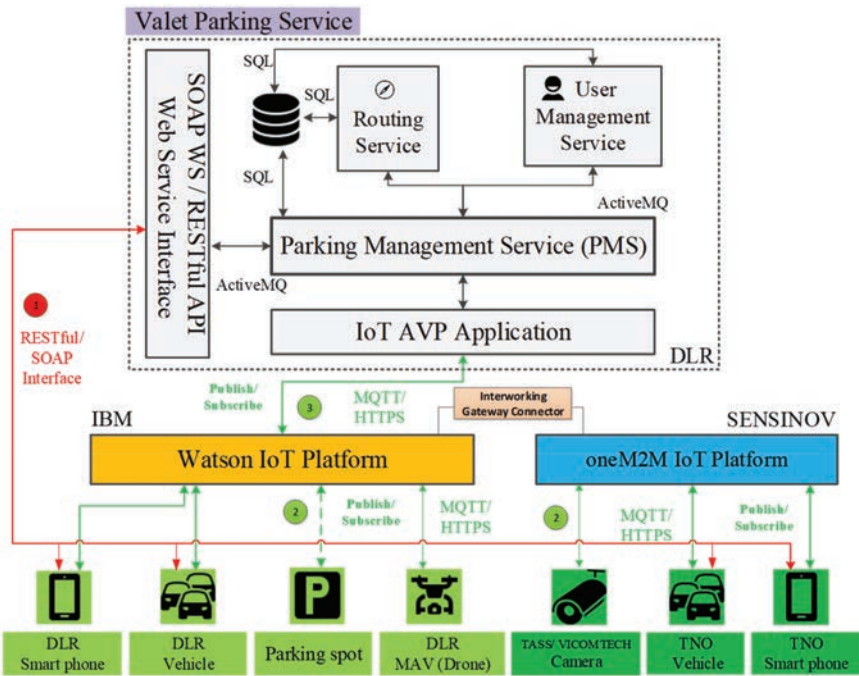 Valet Parking Service
SOAP WS / RESTful API
Web Service Interface
SQL
SQL
SQL
Routing
Service
User
Management
Service
ActiveMQ
Parking Management Service (PMS)
ActiveMQ
IoT AVP Application
DLR
1
RESTful/
SOAP
Interface
Publish/
Subscribe
3
MQTT/
HTTPS
Interworking
Gateway Connector
IBM
SENSINOV
Watson IoT Platform
oneM2M IoT Platform
2
Publish/
Subscribe
MQTT/
HTTPS
2
MQTT/
HTTPS
Publish/
Subscribe
P
DLR
Smart phone
DLR
Vehicle
Parking spot
DLR
MAV (Drone)
TASS/ VICOMTECH
Camera
TNO
Vehicle
TNO
Smart phone